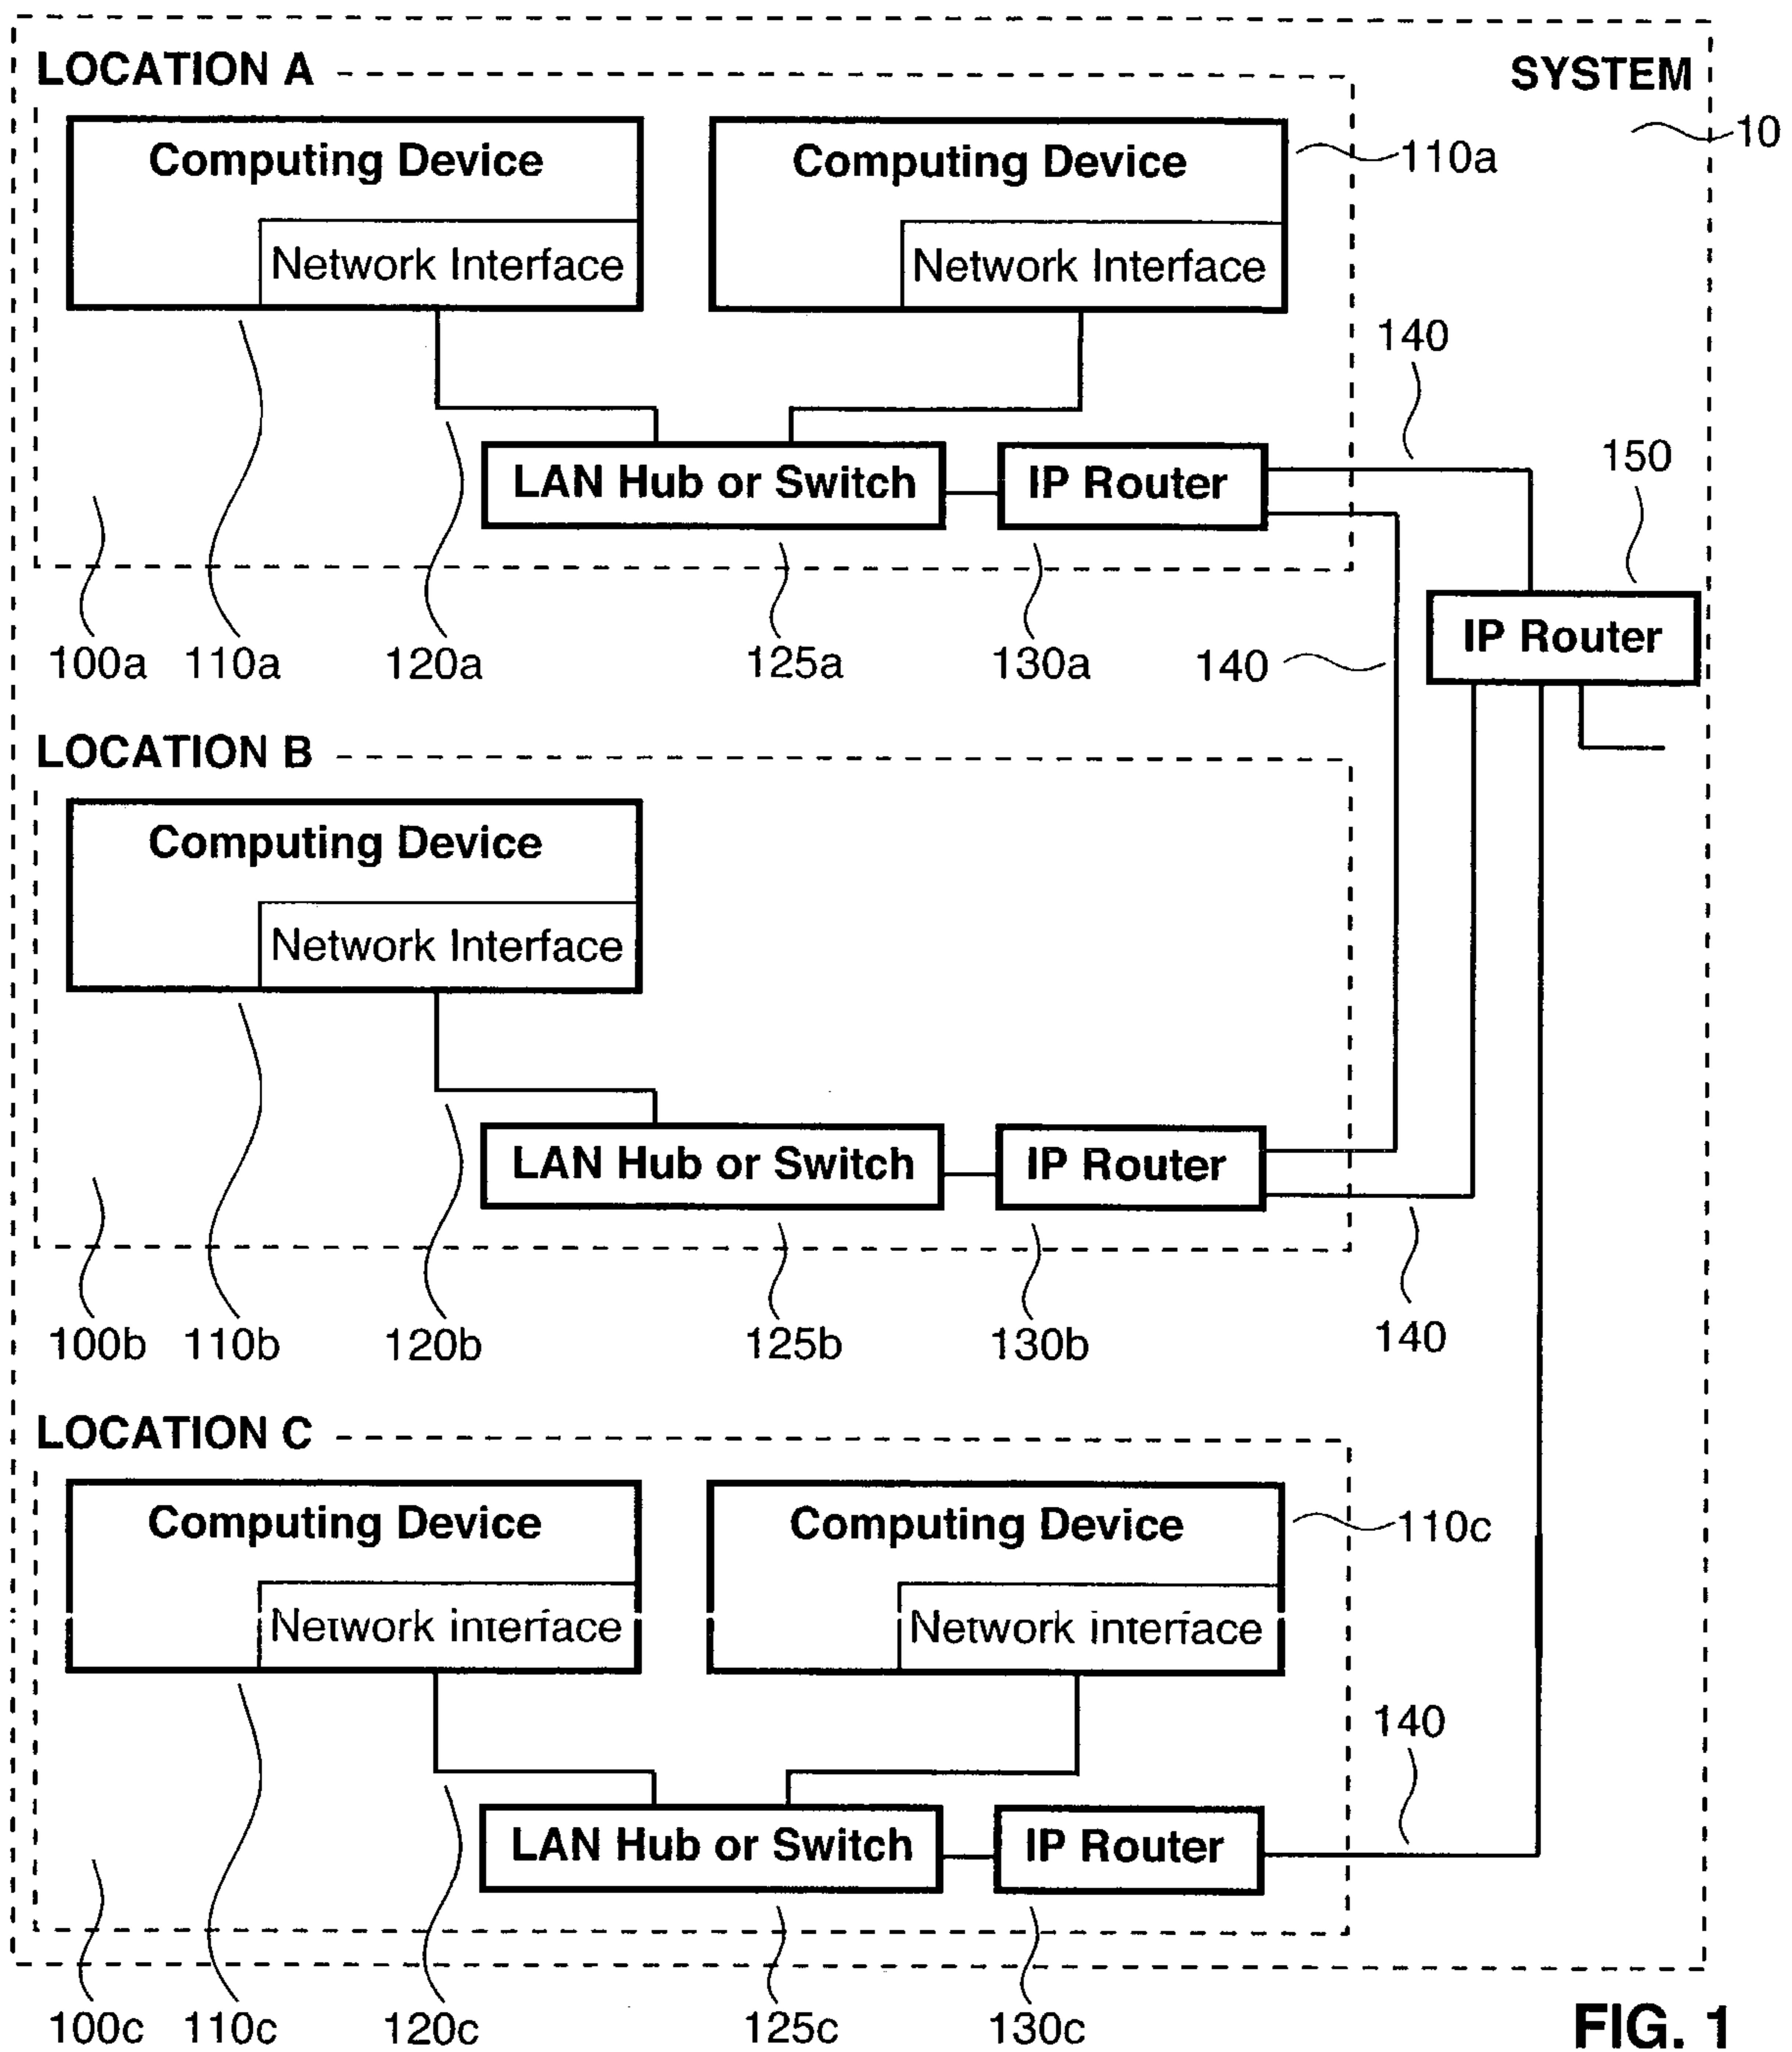 LOCATION A
SYSTEM
10
Computing Device
Computing Device
110a
Network Interface
Network Interface
140
150
LAN Hub or Switch
IP Router
IP Router
100a 110a 120a 125a 130a 140
LOCATION B
Computing Device
Network Interface
LAN Hub or Switch
IP Router
100b 110b 120b 125b 130b 140
LOCATION C
Computing Device
Computing Device
110c
Network interface
Network interface
140
LAN Hub or Switch
IP Router
100c 110c 120c 125c 130c
FIG. 1